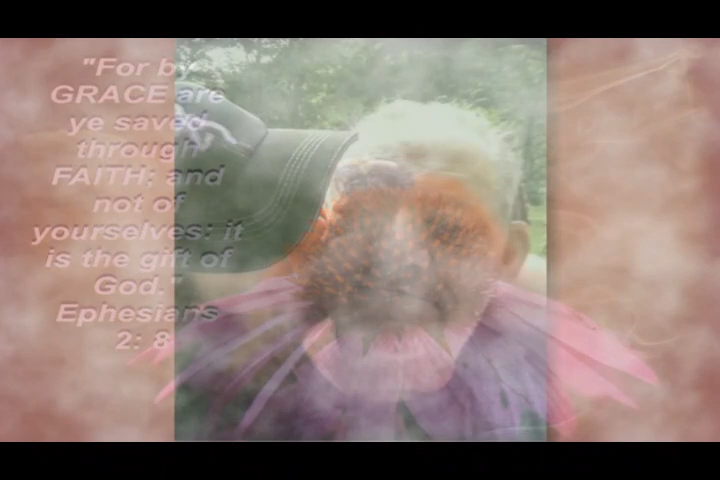 "For by
GRACE are
ye saved
through
FAITH; and
not of
yourselves: it
is the gift of
God."
Ephesians
2: 8